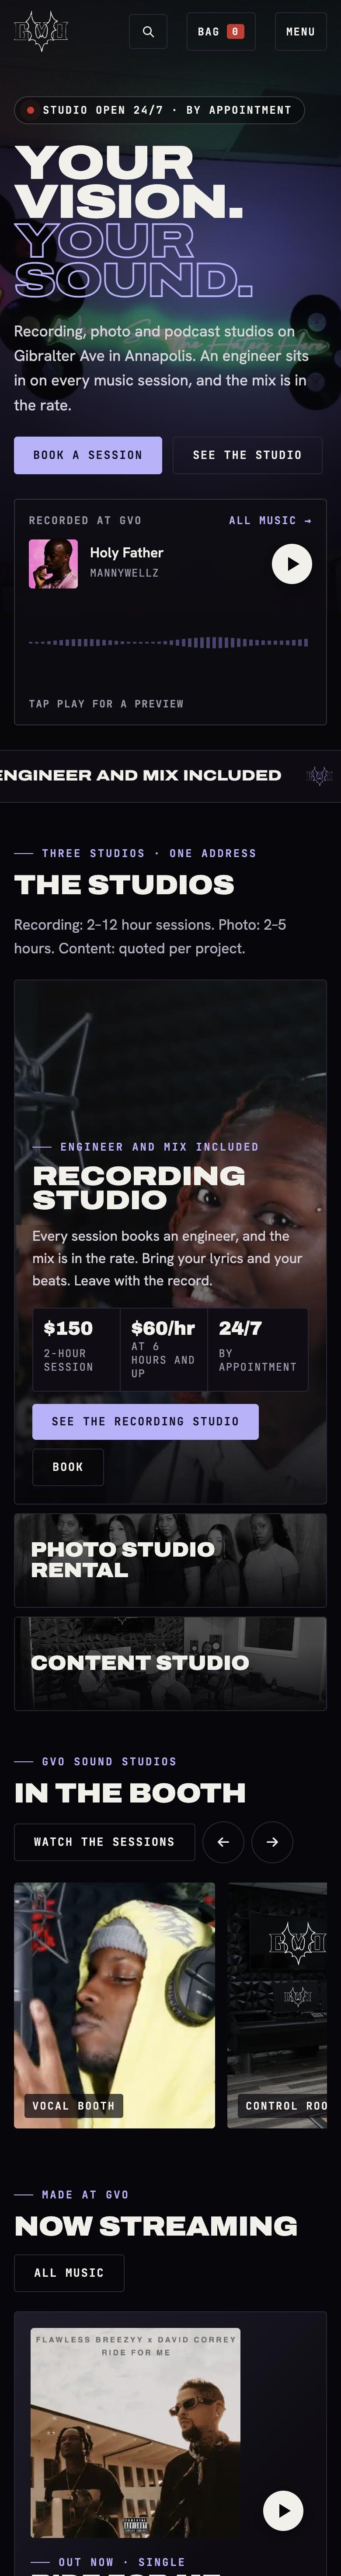 BAG 0
MENU
STUDIO OPEN 24/7 · BY APPOINTMENT
YOUR
VISION.
YOUR
SOUND.
Recording, photo and podcast studios on
Gibralter Ave in Annapolis. An engineer sits
in on every music session, and the mix is in
the rate.
BOOK A SESSION
SEE THE STUDIO
RECORDED AT GVO
ALL MUSIC →
Holy Father
MANNYWELLZ
TAP PLAY FOR A PREVIEW
ENGINEER AND MIX INCLUDED
THREE STUDIOS · ONE ADDRESS
THE STUDIOS
Recording: 2–12 hour sessions. Photo: 2–5
hours. Content: quoted per project.
ENGINEER AND MIX INCLUDED
RECORDING
STUDIO
Every session books an engineer, and the
mix is in the rate. Bring your lyrics and your
beats. Leave with the record.
$150
2-HOUR
SESSION
$60/hr
AT 6
HOURS AND
UP
24/7
BY
APPOINTMENT
SEE THE RECORDING STUDIO
BOOK
PHOTO STUDIO
RENTAL
CONTENT STUDIO
GVO SOUND STUDIOS
IN THE BOOTH
WATCH THE SESSIONS
← →
VOCAL BOOTH
CONTROL ROO
MADE AT GVO
NOW STREAMING
ALL MUSIC
FLAWLESS BREEZYY x DAVID CORREY
RIDE FOR ME
OUT NOW · SINGLE